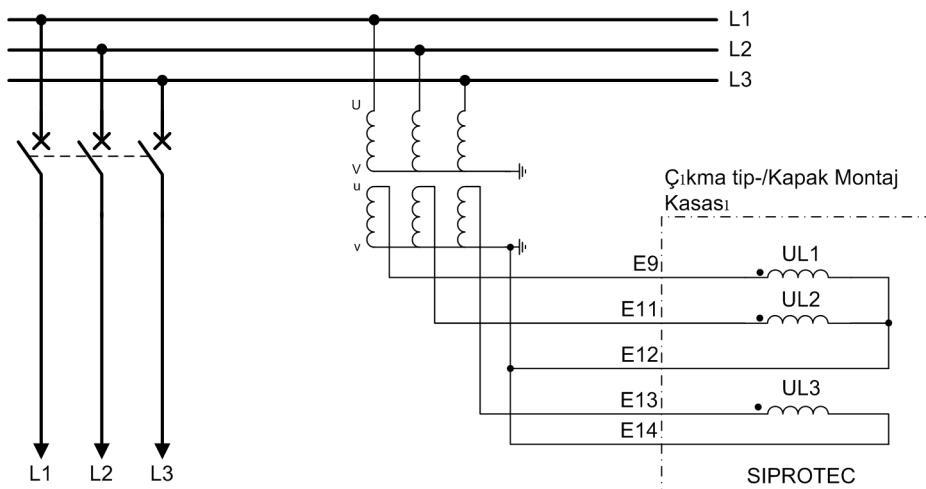 L1
L2
L3
U
V
u
v
Çıkma tip-/Kapak Montaj
Kasası
E9
UL1
E11
UL2
E12
E13
UL3
E14
L1 L2 L3
SIPROTEC